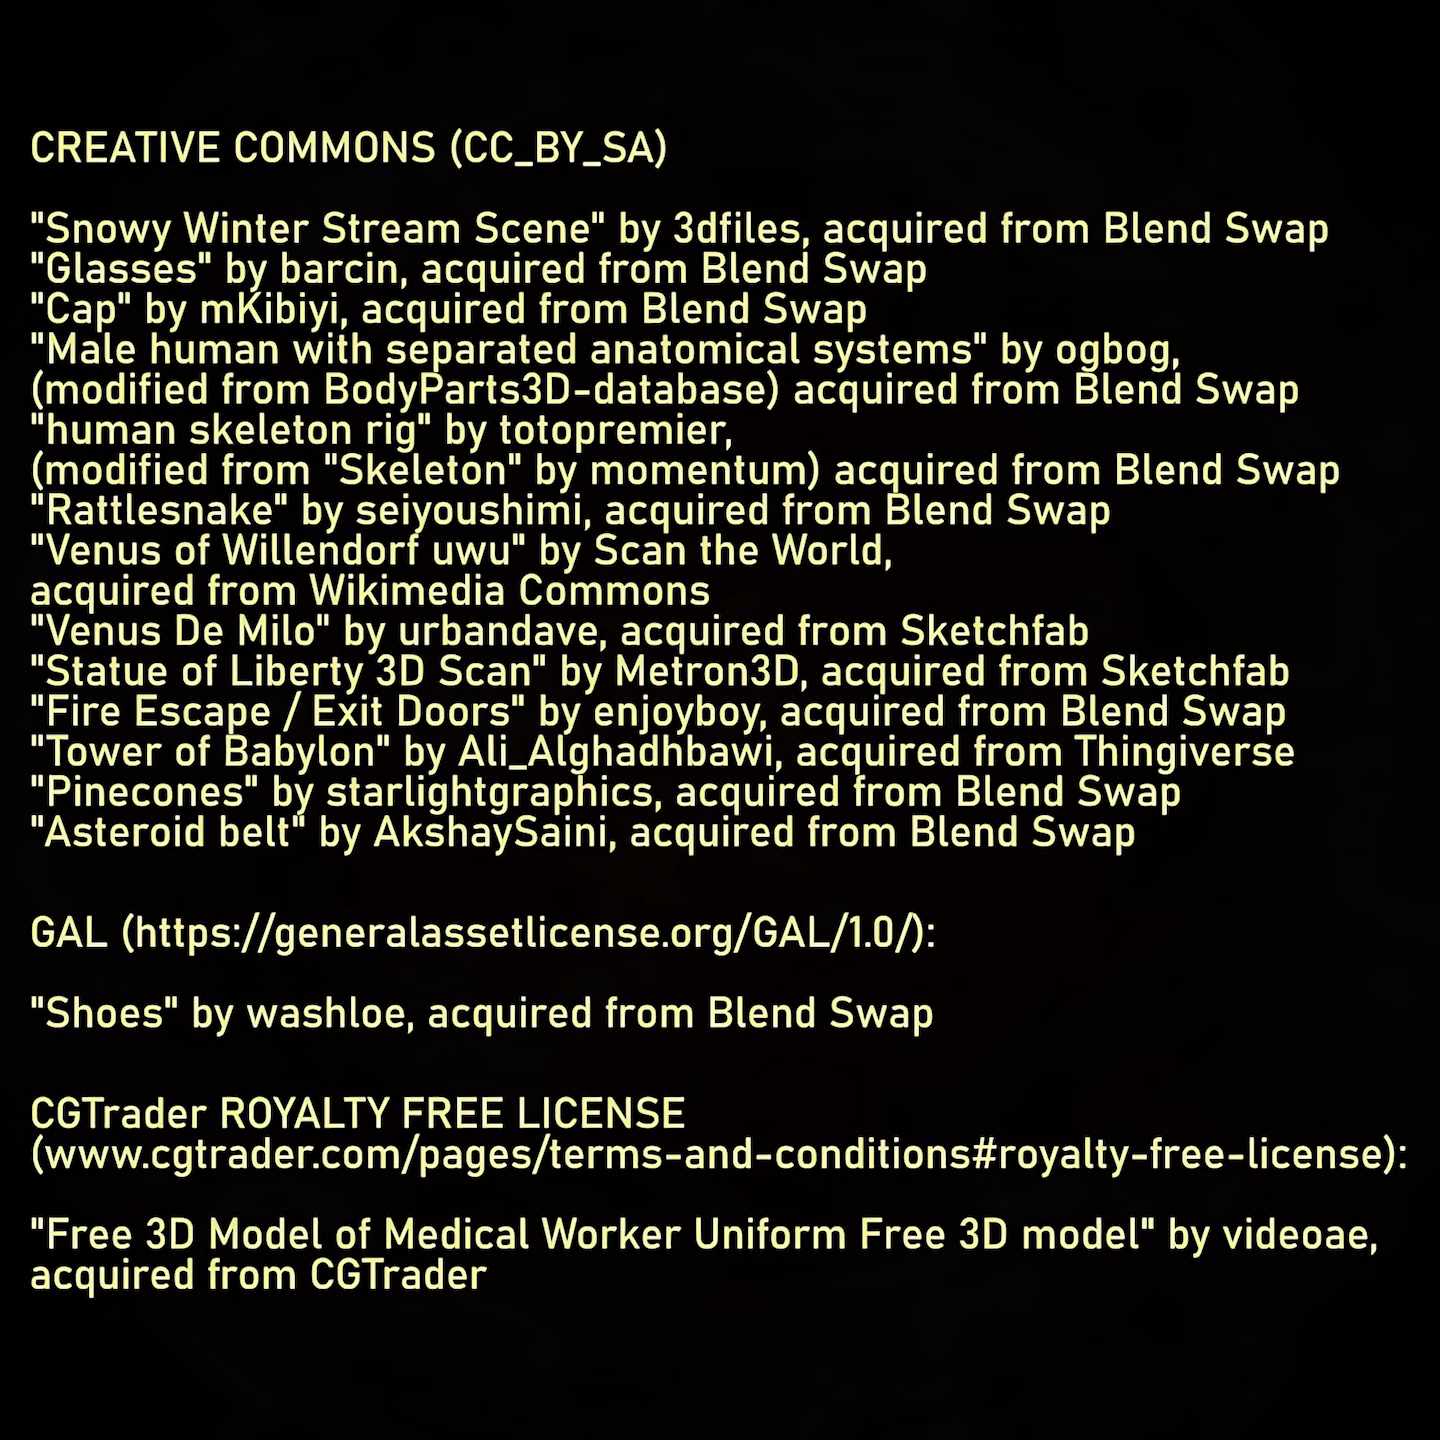 CREATIVE COMMONS (CC_BY_SA)
"Snowy Winter Stream Scene" by 3dfiles, acquired from Blend Swap
"Glasses" by barcin, acquired from Blend Swap
"Cap" by mKibiyi, acquired from Blend Swap
"Male human with separated anatomical systems" by ogbog,
(modified from BodyParts3D-database) acquired from Blend Swap
"human skeleton rig" by totopremier,
(modified from "Skeleton" by momentum) acquired from Blend Swap
"Rattlesnake" by seiyoushimi, acquired from Blend Swap
"Venus of Willendorf uwu" by Scan the World,
acquired from Wikimedia Commons
"Venus De Milo" by urbandave, acquired from Sketchfab
"Statue of Liberty 3D Scan" by Metron3D, acquired from Sketchfab
"Fire Escape / Exit Doors" by enjoyboy, acquired from Blend Swap
"Tower of Babylon" by Ali_Alghadhbawi, acquired from Thingiverse
"Pinecones" by starlightgraphics, acquired from Blend Swap
"Asteroid belt" by AkshaySaini, acquired from Blend Swap
GAL (https://generalassetlicense.org/GAL/1.0/):
"Shoes" by washloe, acquired from Blend Swap
CGTrader ROYALTY FREE LICENSE
(www.cgtrader.com/pages/terms-and-conditions#royalty-free-license):
"Free 3D Model of Medical Worker Uniform Free 3D model" by videoae,
acquired from CGTrader